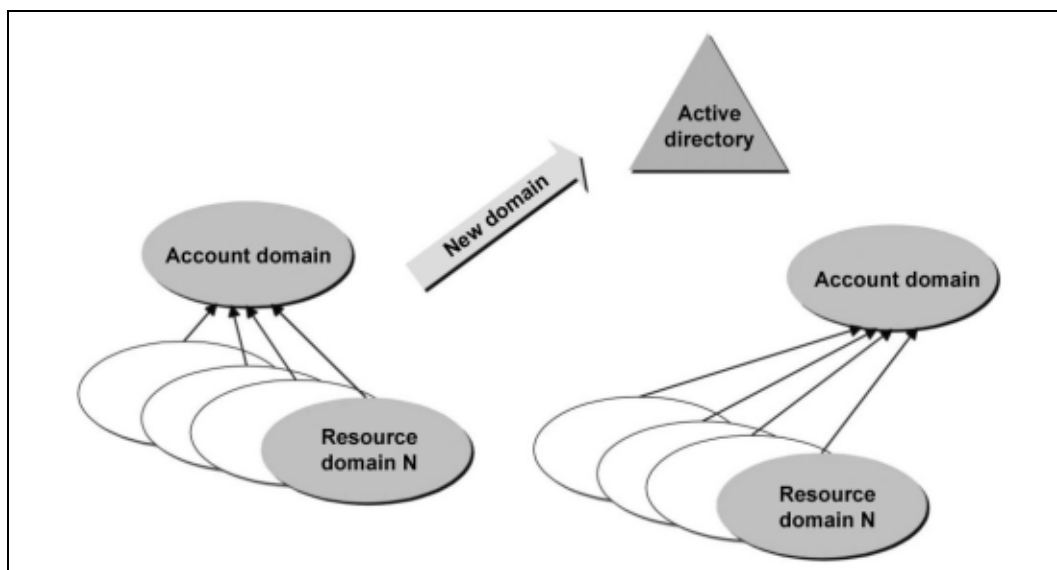 Active
directory
New domain
Account domain
Account domain
Resource
domain N
Resource
domain N